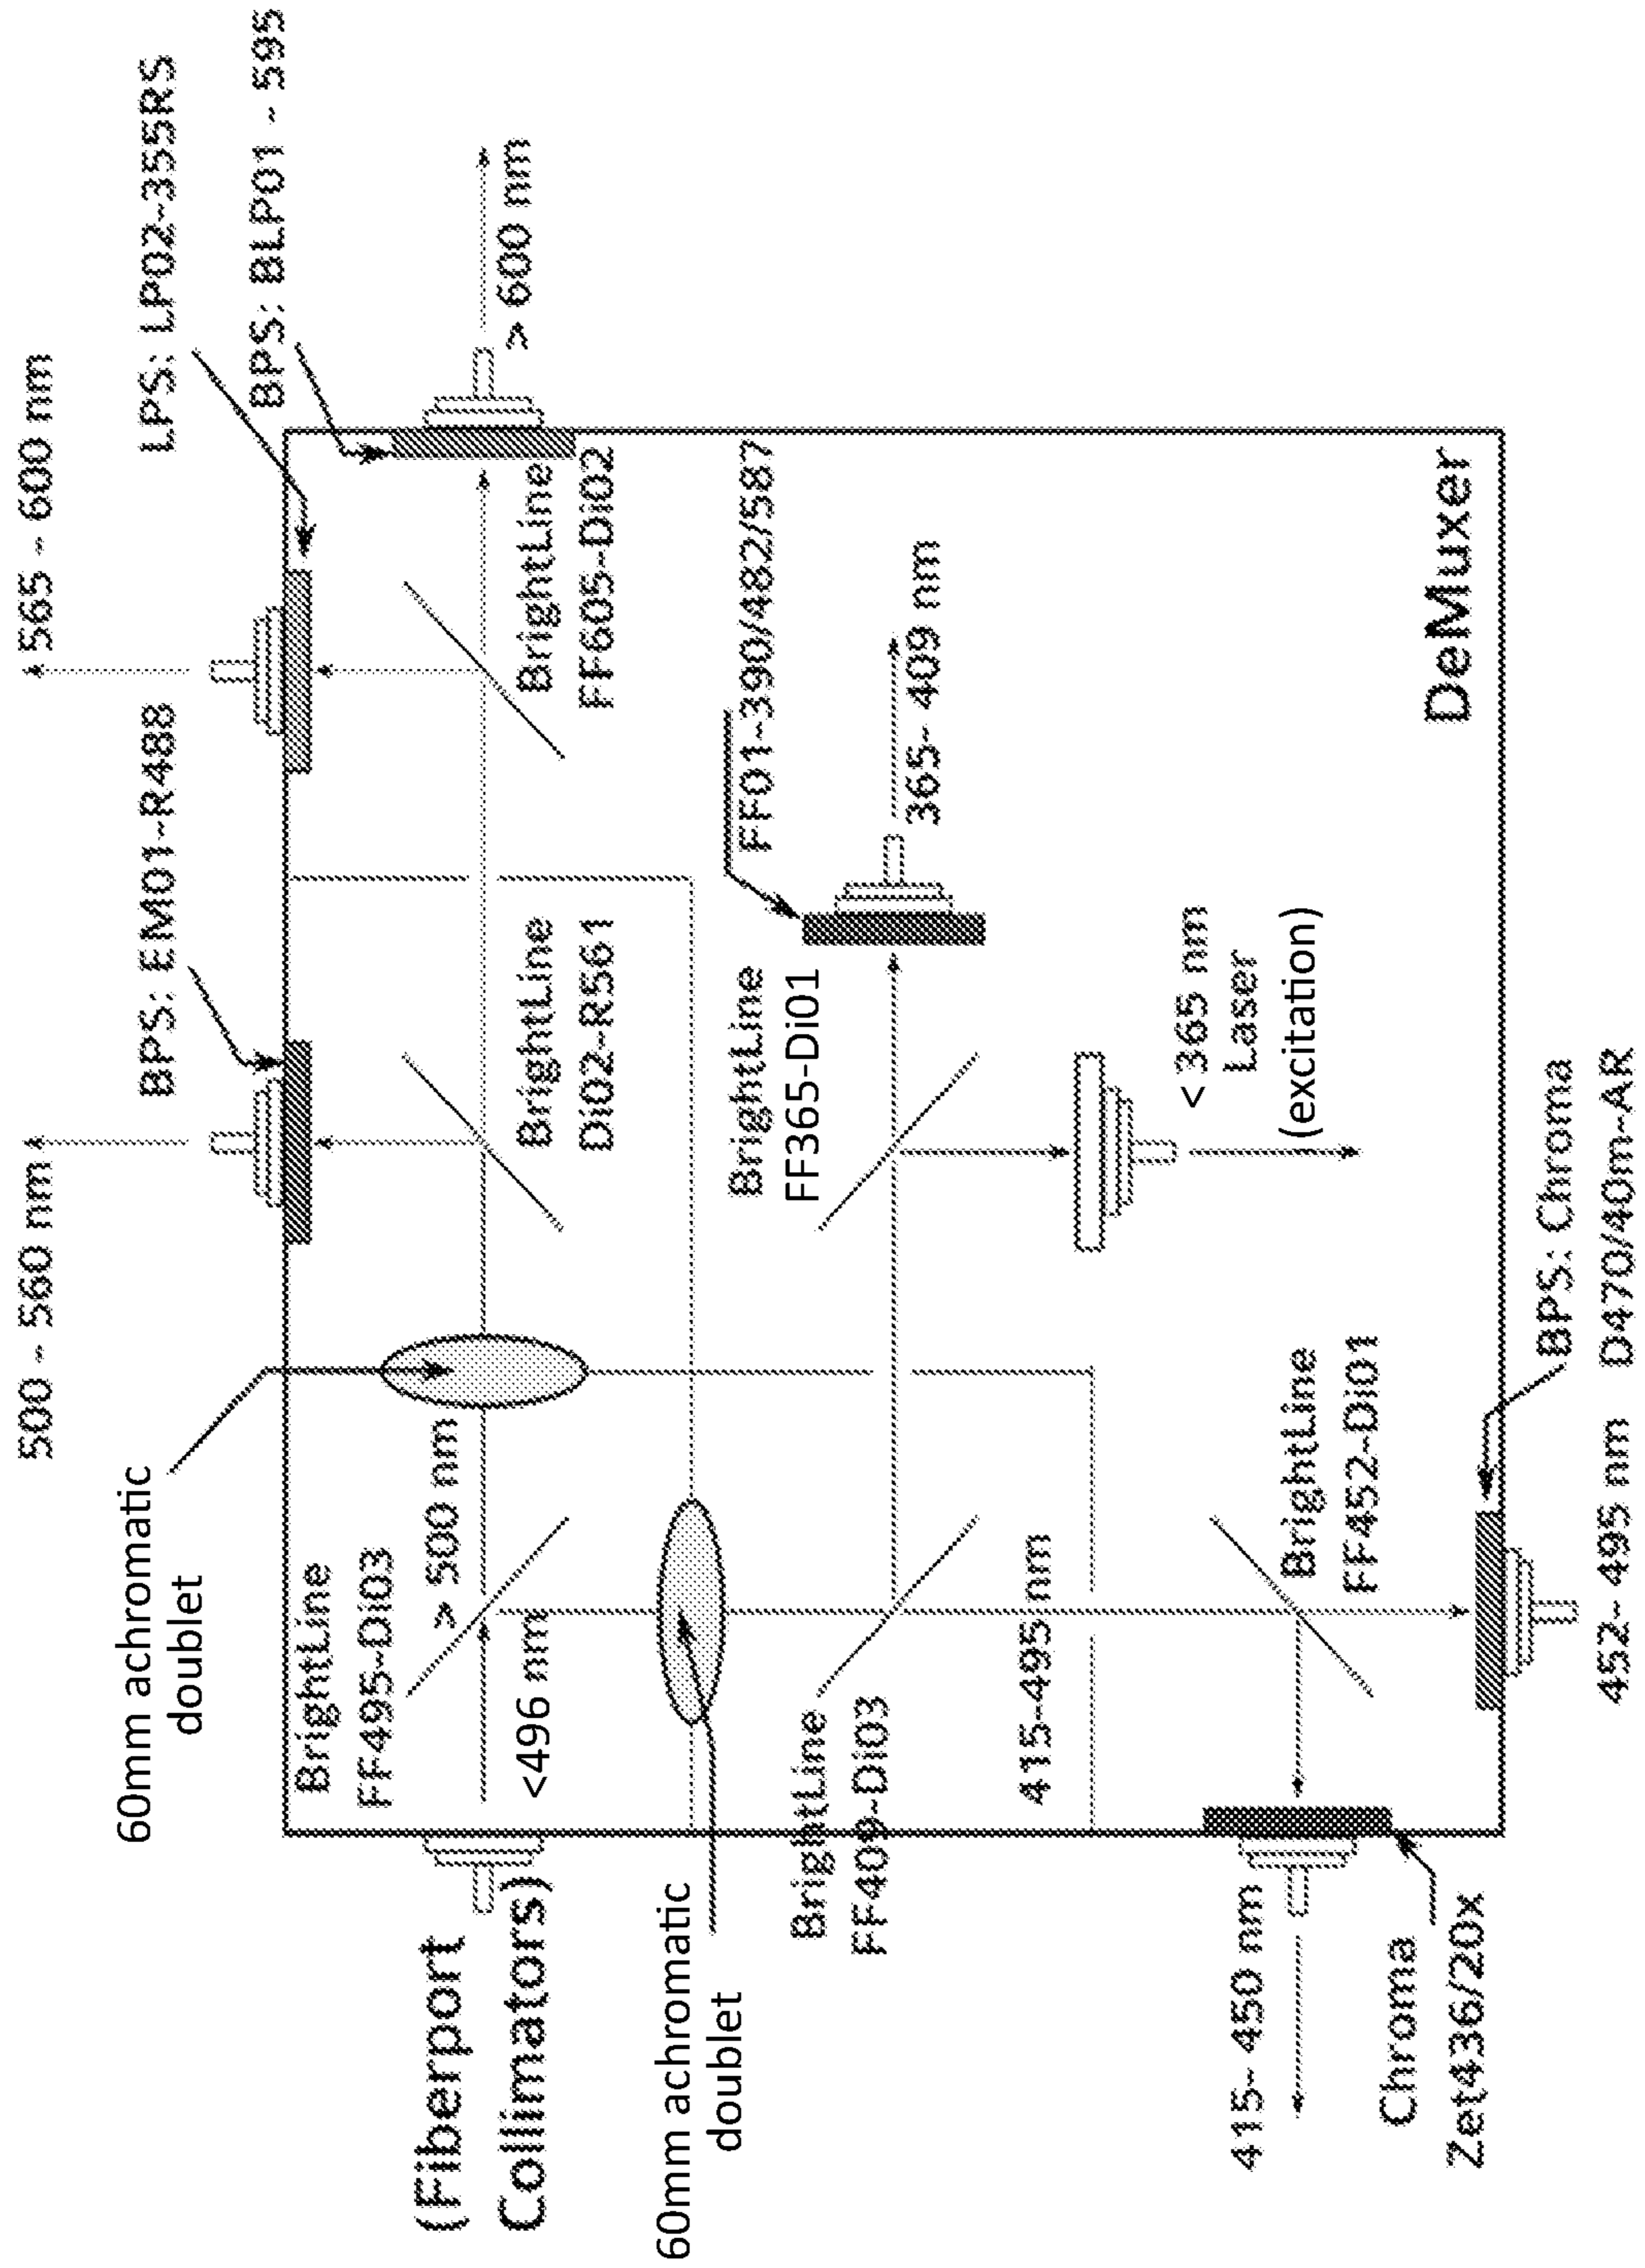 500 - 560 nm
565 - 600 nm
60mm achromatic
doublet
BPS: EM01-R488
LPS: LP02-355RS
BPS: BLP01 - 595
BrightLine
FF495-Di03
> 500 nm
(Fiberport
Collimators)
<496 nm
BrightLine
Di02-R561
BrightLine
FF605-Di02
> 600 nm
60mm achromatic
doublet
BrightLine
FF409-Di03
BrightLine
FF365-Di01
FF01-390/482/587
365- 409 nm
415-495 nm
<365 nm
Laser
(excitation)
415- 450 nm
BrightLine
FF452-Di01
Chroma
Zet436/20x
DeMuxer
BPS: Chroma
D470/40m-AR
452- 495 nm